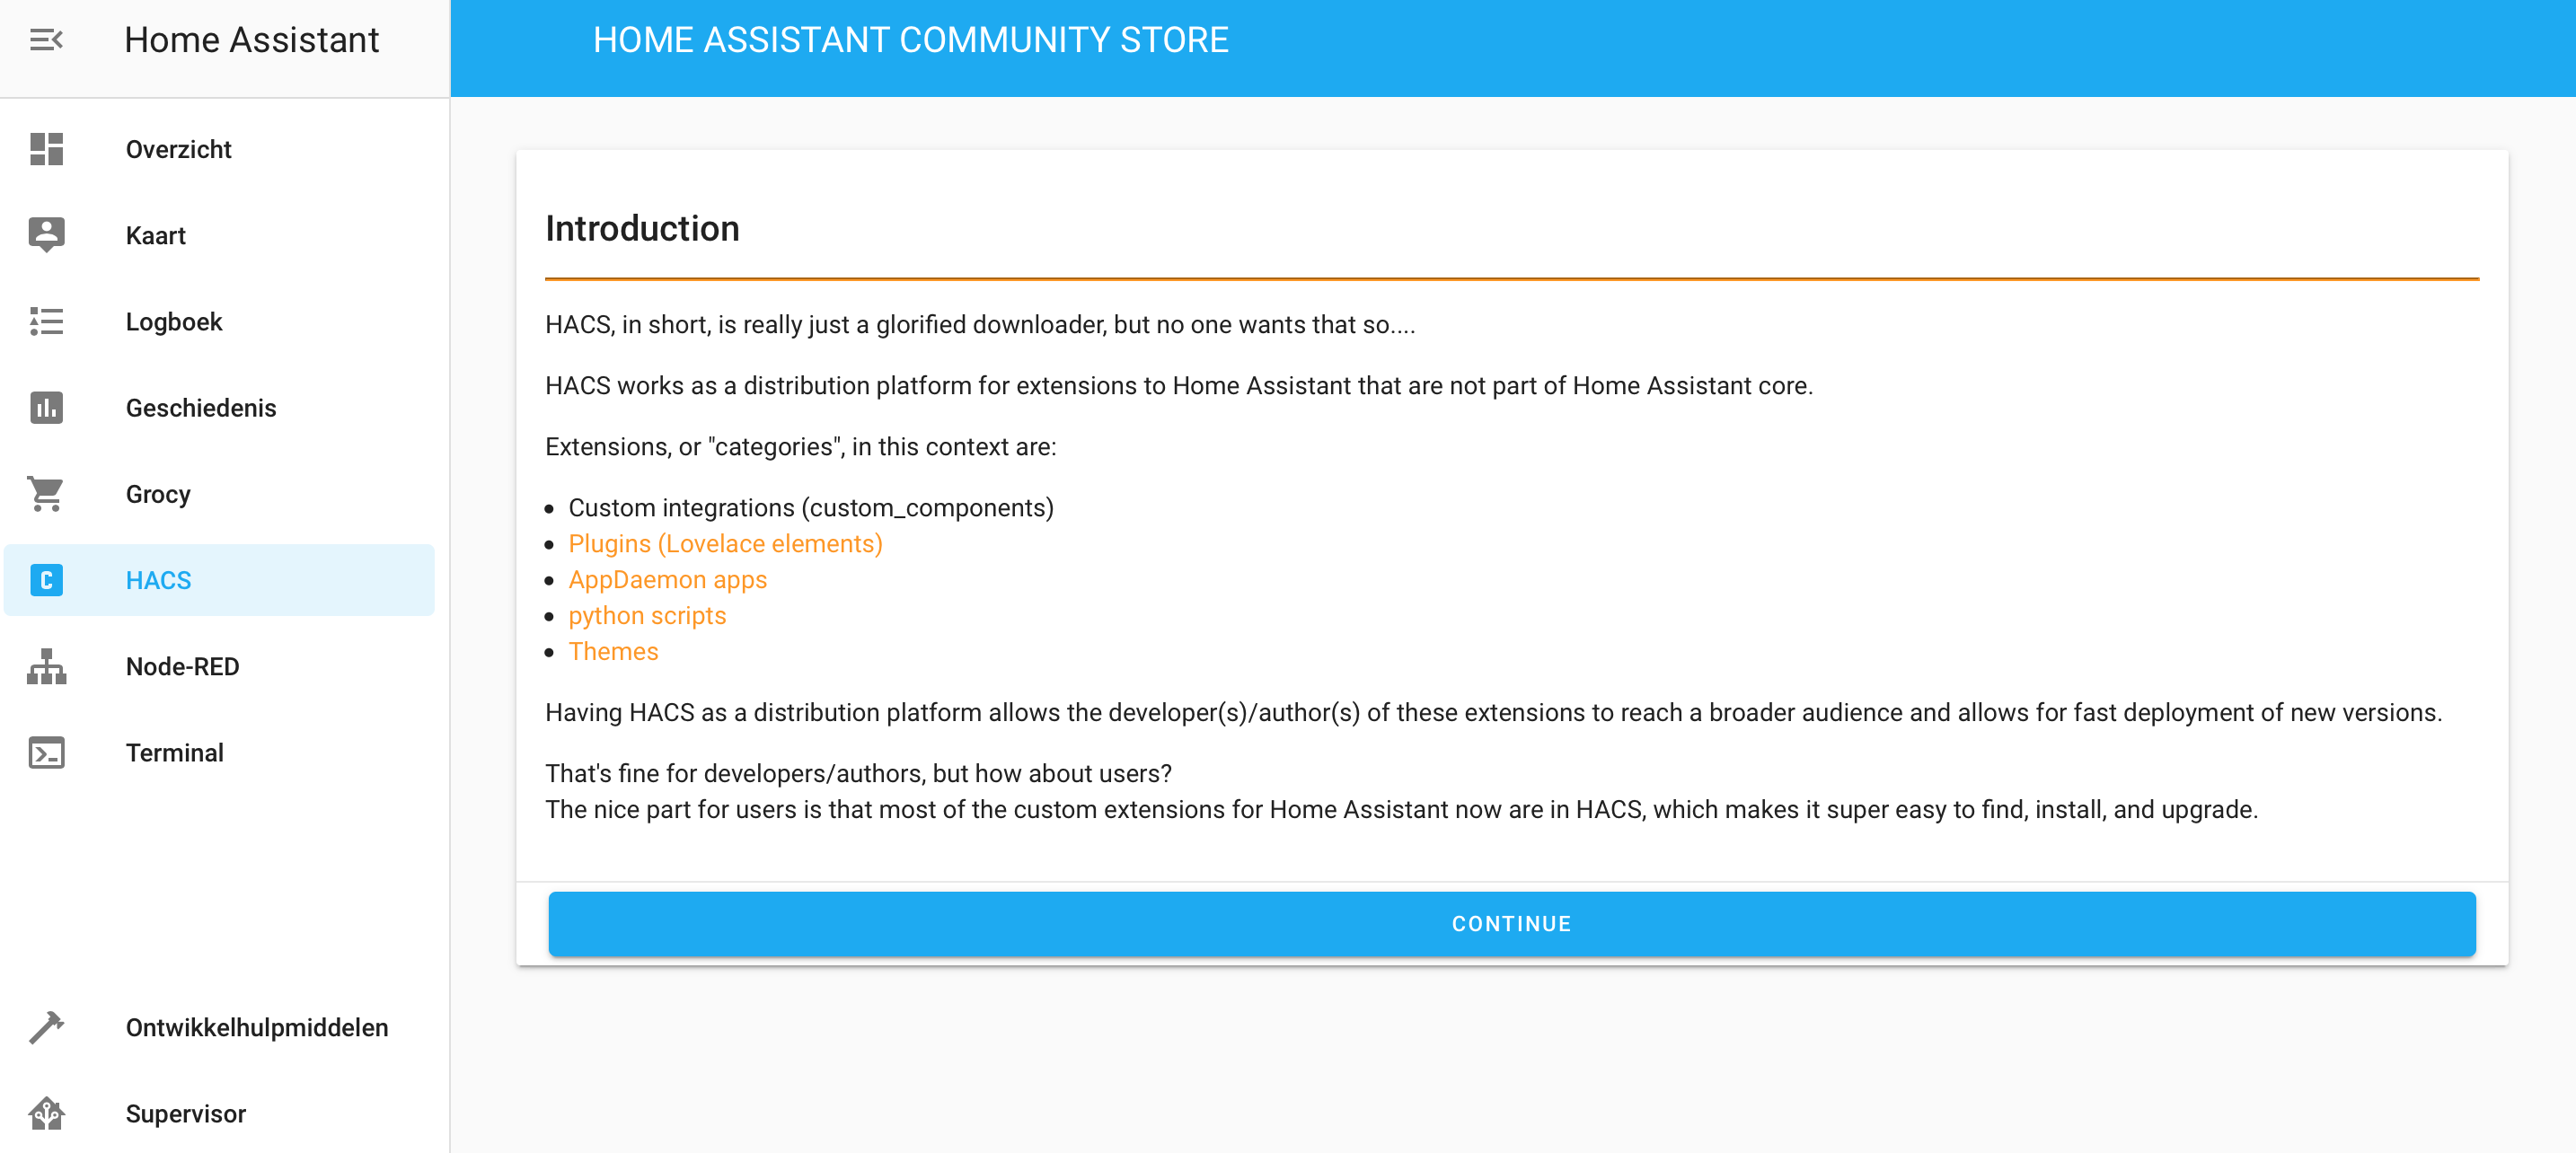 Home Assistant
HOME ASSISTANT COMMUNITY STORE
Overzicht
Kaart
Logboek
Geschiedenis
Grocy
C
HACS
Node-RED
Terminal
Ontwikkelhulpmiddelen
Supervisor
Introduction
HACS, in short, is really just a glorified downloader, but no one wants that so....
HACS works as a distribution platform for extensions to Home Assistant that are not part of Home Assistant core.
Extensions, or "categories", in this context are:
Custom integrations (custom_components)
Plugins (Lovelace elements)
AppDaemon apps
python scripts
Themes
Having HACS as a distribution platform allows the developer(s)/author(s) of these extensions to reach a broader audience and allows for fast deployment of new versions.
That's fine for developers/authors, but how about users?
The nice part for users is that most of the custom extensions for Home Assistant now are in HACS, which makes it super easy to find, install, and upgrade.
CONTINUE